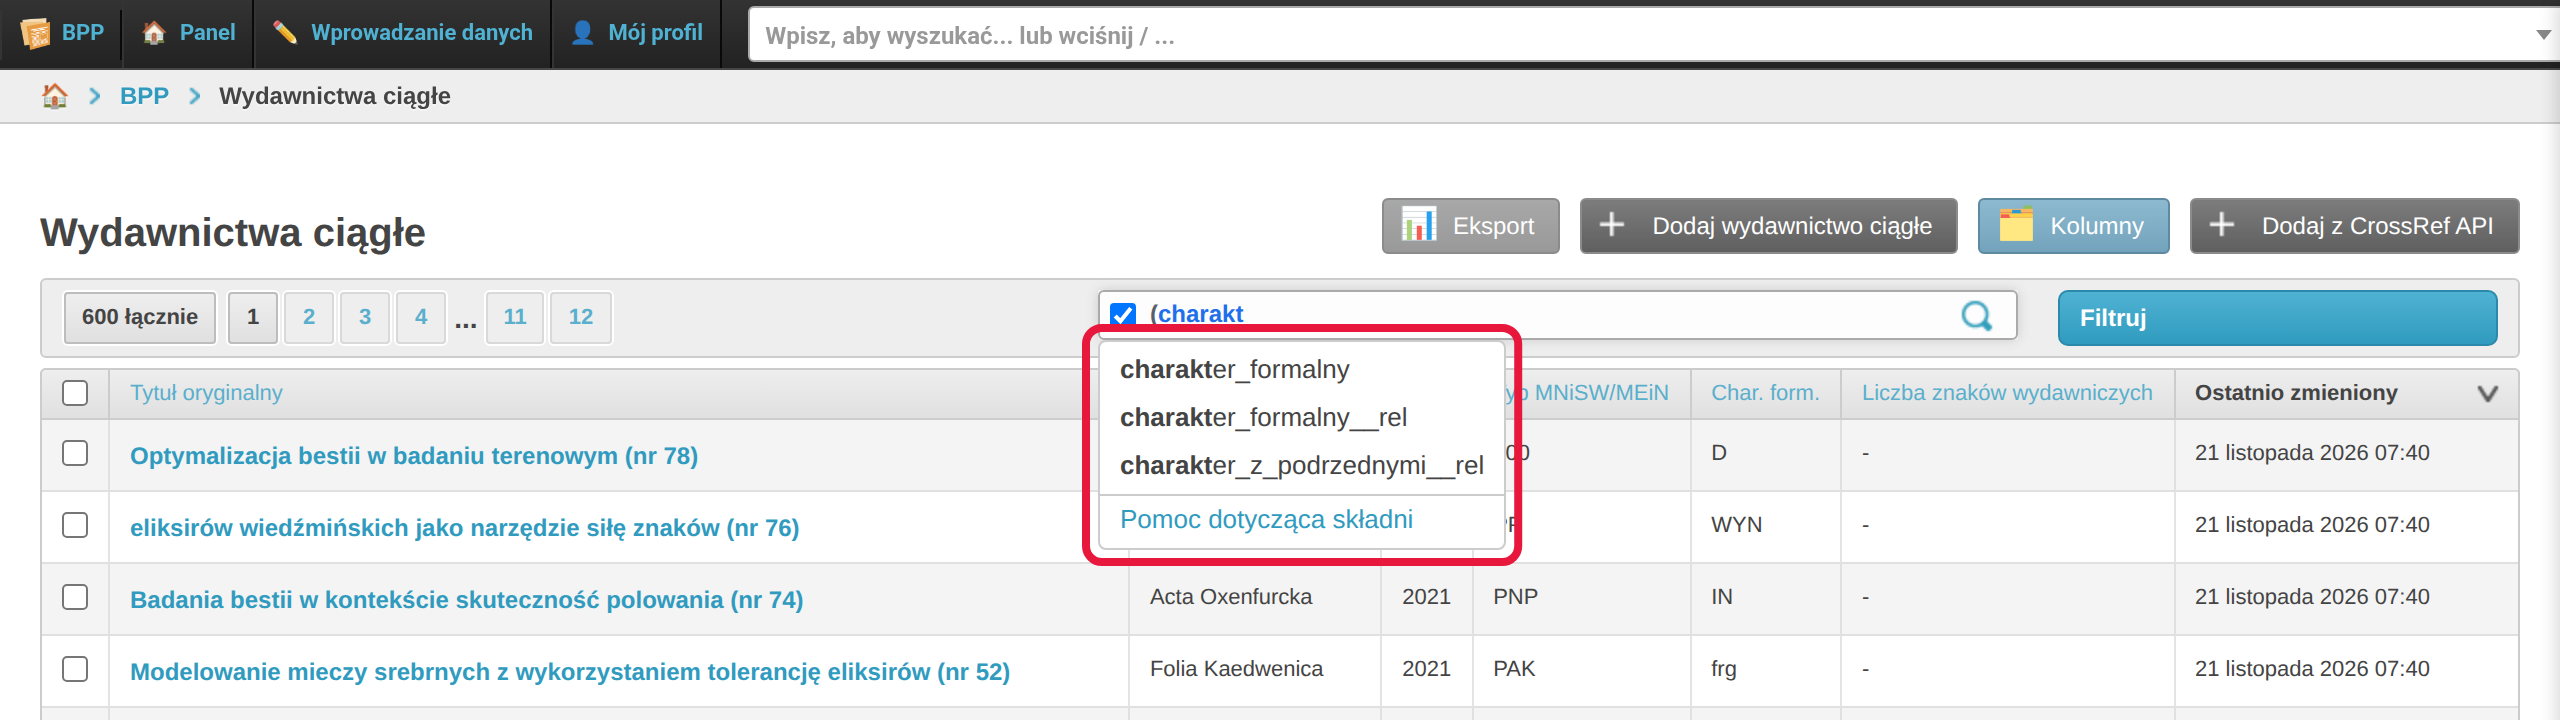 BPP Panel Wprowadzanie danych Mój profil Wpisz, aby wyszukać... lub wciśnij / ...
BPP Wydawnictwa ciągłe
Wydawnictwa ciągłe
Eksport Dodaj wydawnictwo ciągłe Kolumny Dodaj z CrossRef API
600 łącznie 1 2 3 4 ... 11 12 (charakt Filtruj
charakter_formalny
charakter_formalny__rel
charakter_z_podrzednymi__rel
Pomoc dotycząca składni
Tytuł oryginalny MNiSW/MEiN Char. form. Liczba znaków wydawniczych Ostatnio zmieniony
Optymalizacja bestii w badaniu terenowym (nr 78) D - 21 listopada 2026 07:40
eliksirów wiedźmińskich jako narzędzie siłę znaków (nr 76) WYN - 21 listopada 2026 07:40
Badania bestii w kontekście skuteczność polowania (nr 74) Acta Oxenfurcka 2021 PNP IN - 21 listopada 2026 07:40
Modelowanie mieczy srebrnych z wykorzystaniem tolerancję eliksirów (nr 52) Folia Kaedwenica 2021 PAK frg - 21 listopada 2026 07:40